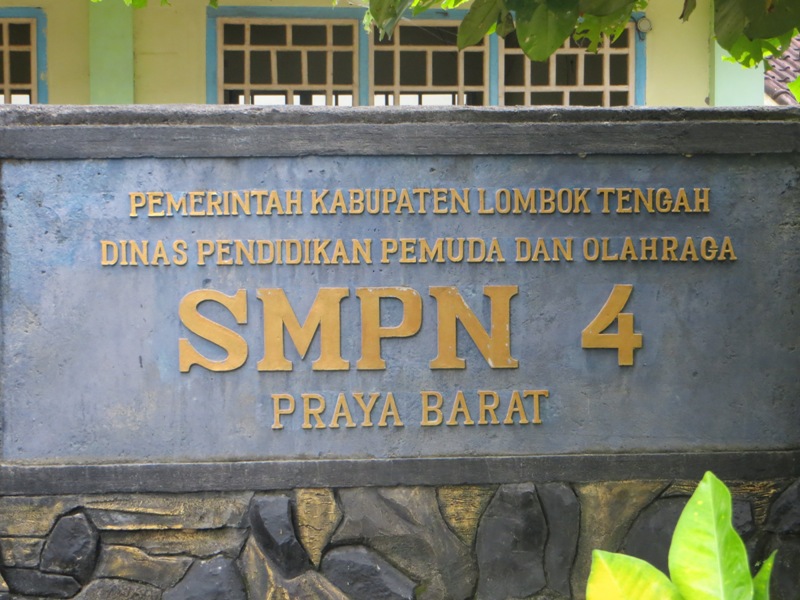 PEMERINTAH KABUPATEN LOMBOK TENGAH
DINAS PENDIDIKAN PEMUDA DAN OLAHRAGA
SMPN 4
PRAYA BARAT